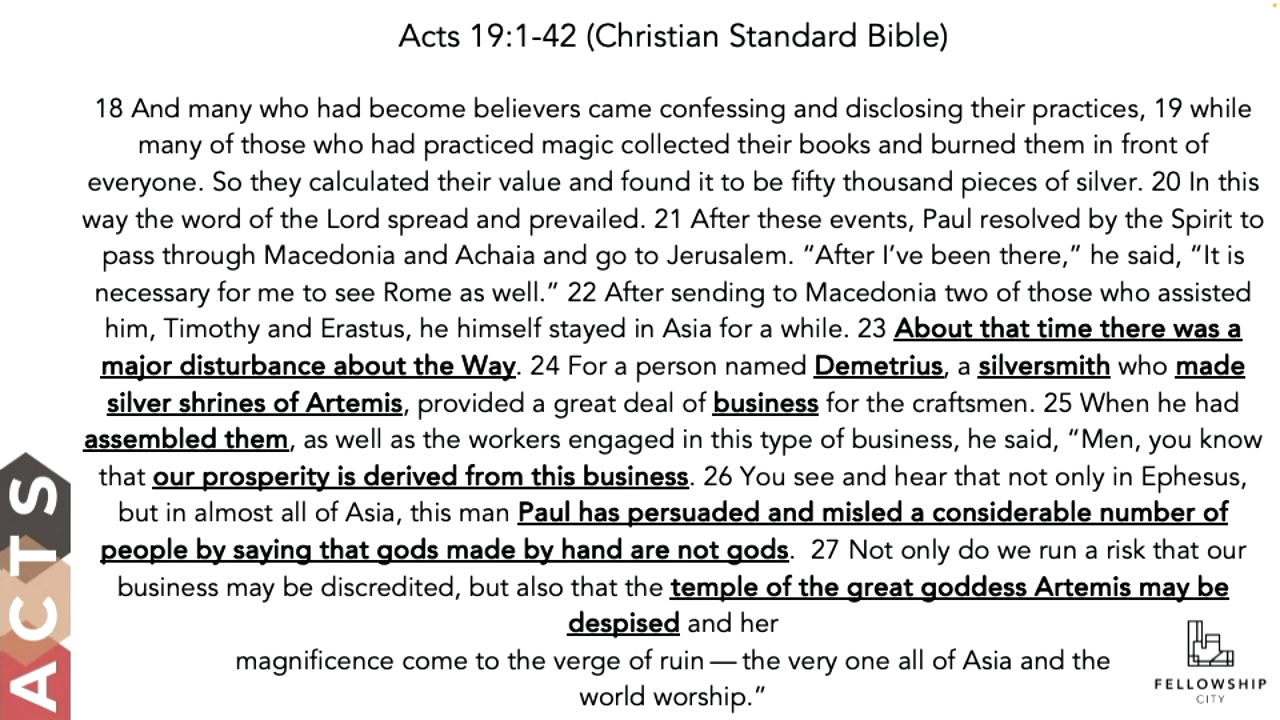 Acts 19:1-42 (Christian Standard Bible)
18 And many who had become believers came confessing and disclosing their practices, 19 while
many of those who had practiced magic collected their books and burned them in front of
everyone. So they calculated their value and found it to be fifty thousand pieces of silver. 20 In this
way the word of the Lord spread and prevailed. 21 After these events, Paul resolved by the Spirit to
pass through Macedonia and Achaia and go to Jerusalem. “After I’ve been there,” he said, “It is
necessary for me to see Rome as well.” 22 After sending to Macedonia two of those who assisted
him, Timothy and Erastus, he himself stayed in Asia for a while. 23 About that time there was a
major disturbance about the Way. 24 For a person named Demetrius, a silversmith who made
silver shrines of Artemis, provided a great deal of business for the craftsmen. 25 When he had
assembled them, as well as the workers engaged in this type of business, he said, “Men, you know
that our prosperity is derived from this business. 26 You see and hear that not only in Ephesus,
but in almost all of Asia, this man Paul has persuaded and misled a considerable number of
people by saying that gods made by hand are not gods. 27 Not only do we run a risk that our
business may be discredited, but also that the temple of the great goddess Artemis may be
despised and her
magnificence come to the verge of ruin — the very one all of Asia and the
world worship.”
ACTS
FELLOWSHIP
CITY